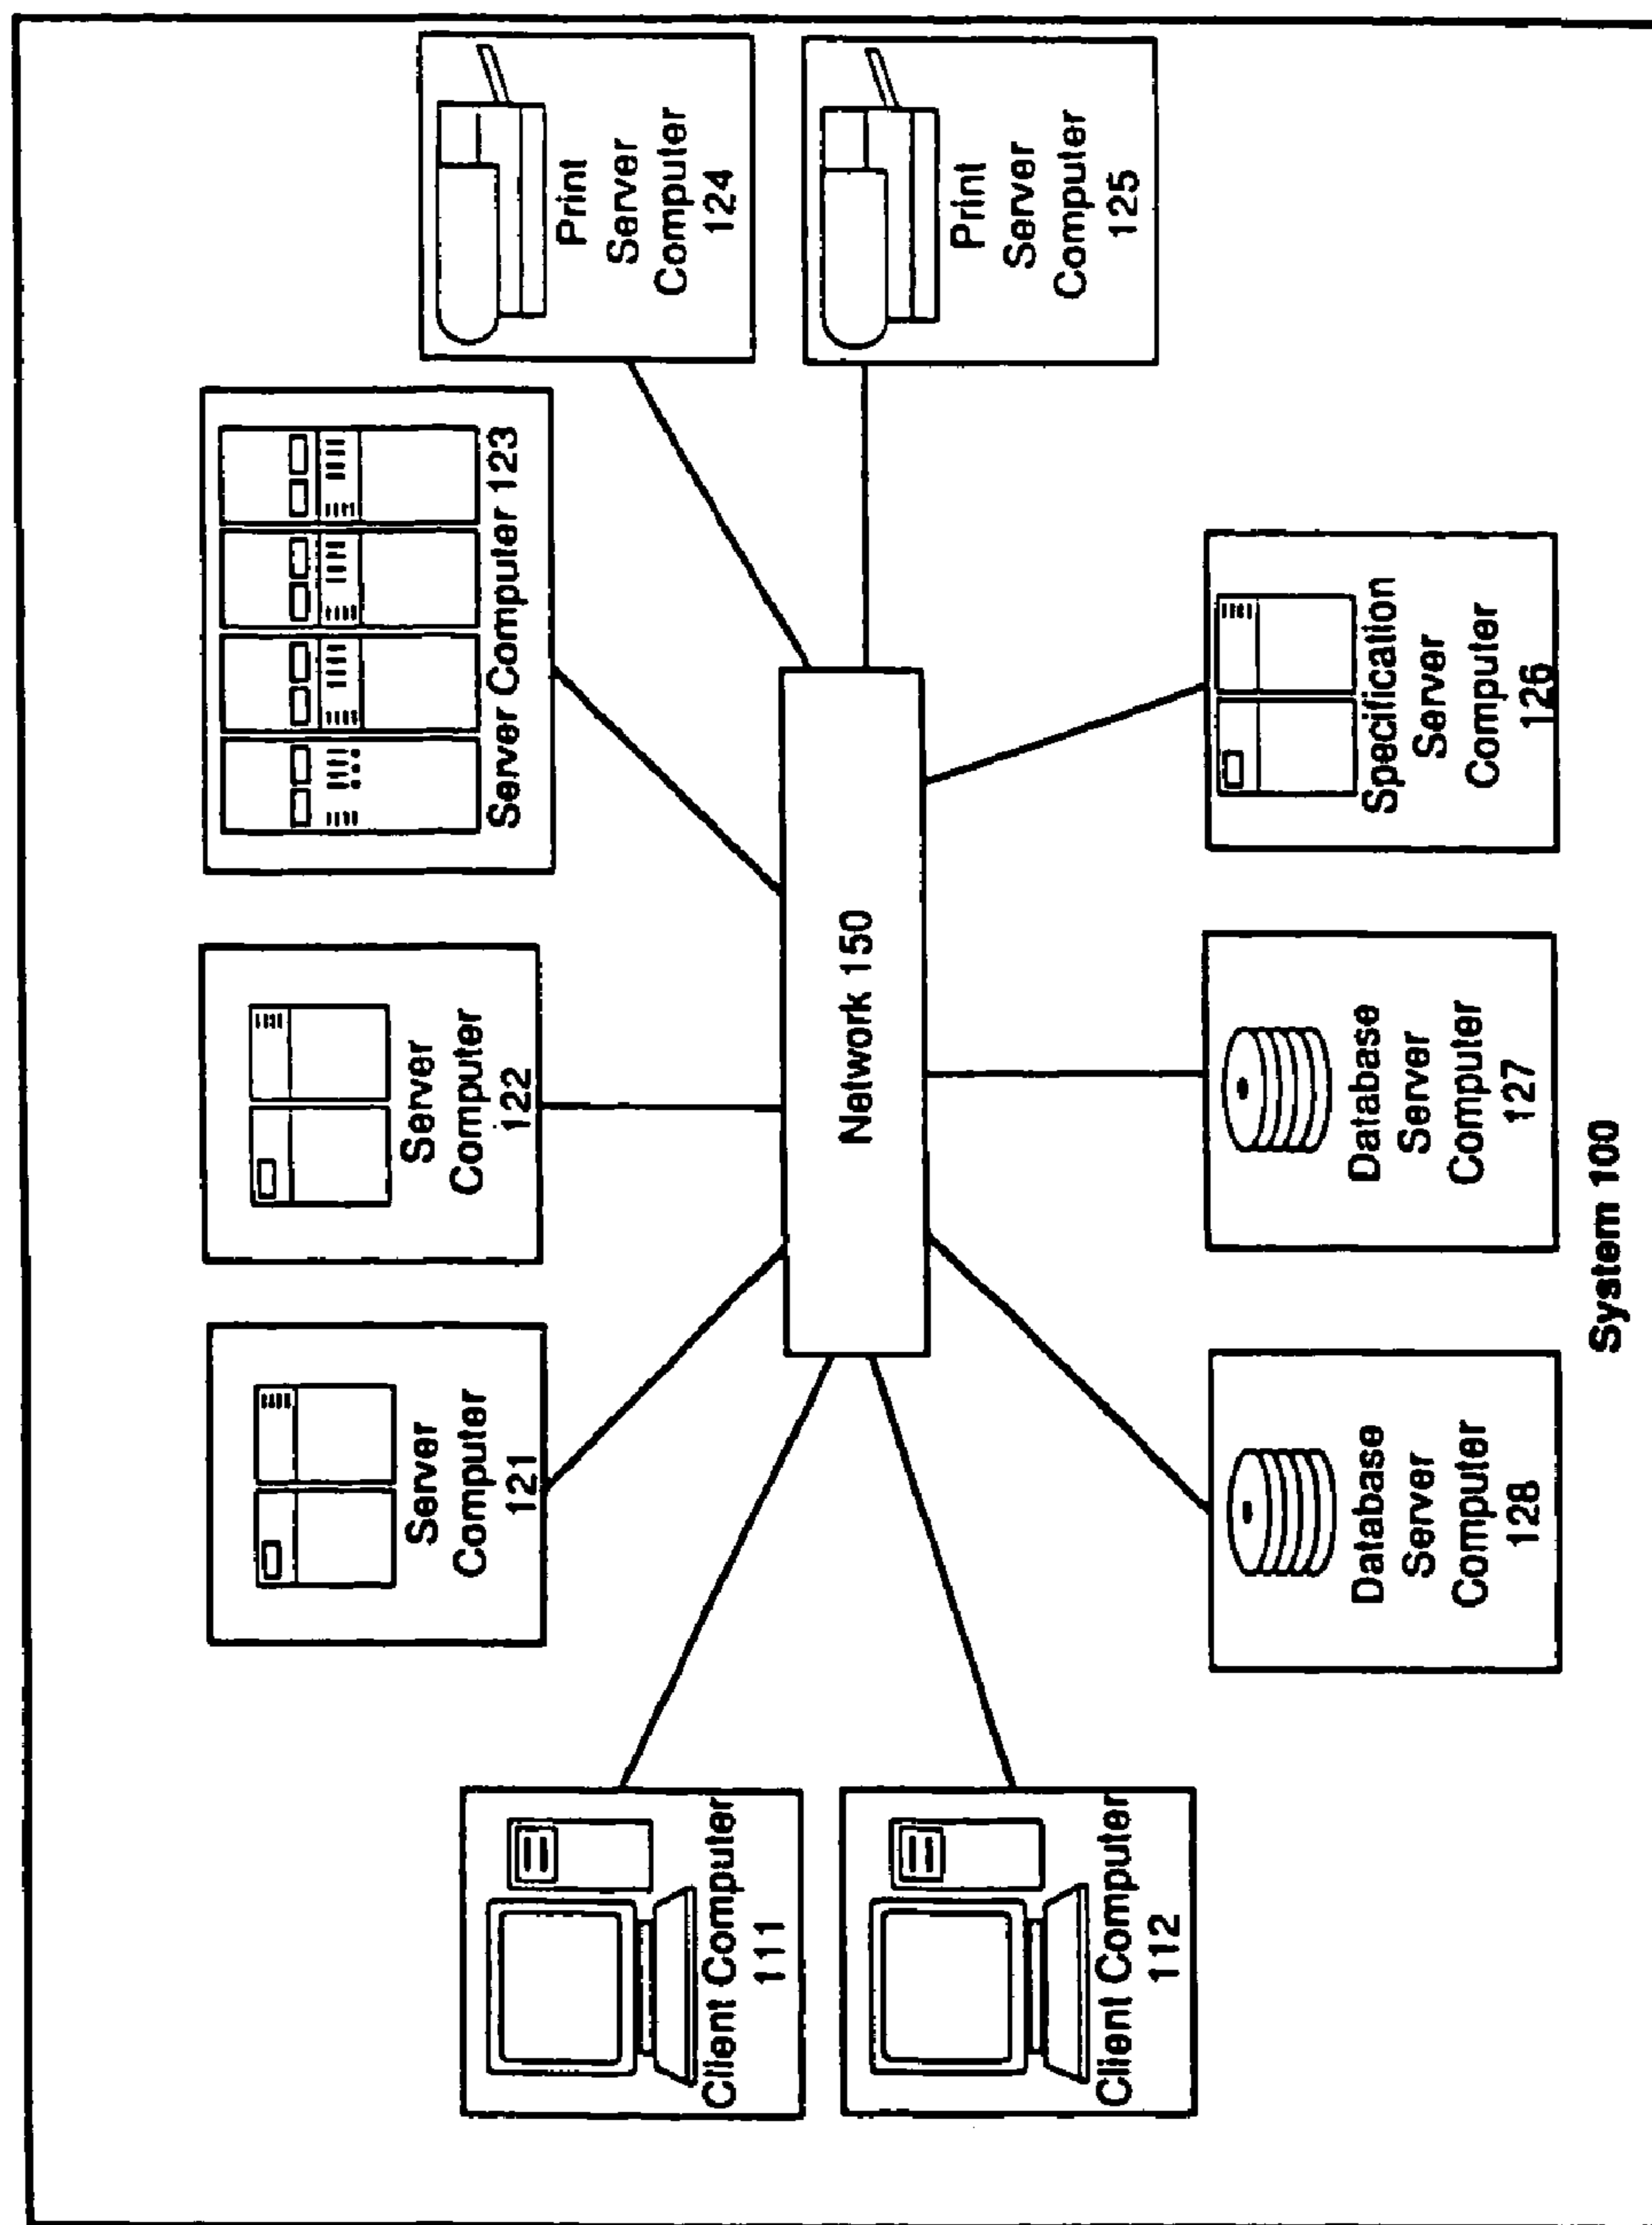 Server Computer 123
Server
Computer
122
Server
Computer
121
Print
Server
Computer
124
Print
Server
Computer
125
Client Computer
111
Client Computer
112
Network 150
Specification
Server
Computer
126
Database
Server
Computer
127
Database
Server
Computer
128
System 100